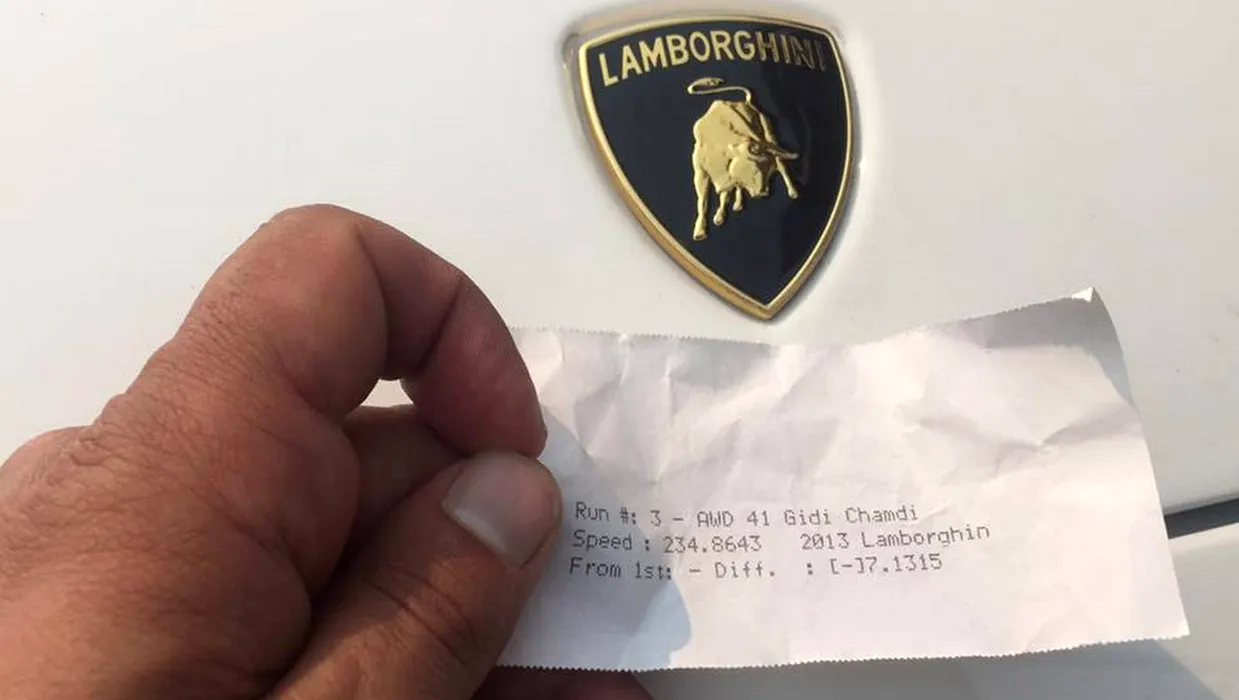 LAMBORGHINI
Run #: 3 - AWD 41 Gidi Chamdi
Speed : 234.8643 2013 Lamborghin
From 1st: - Diff. : [-]7.1315